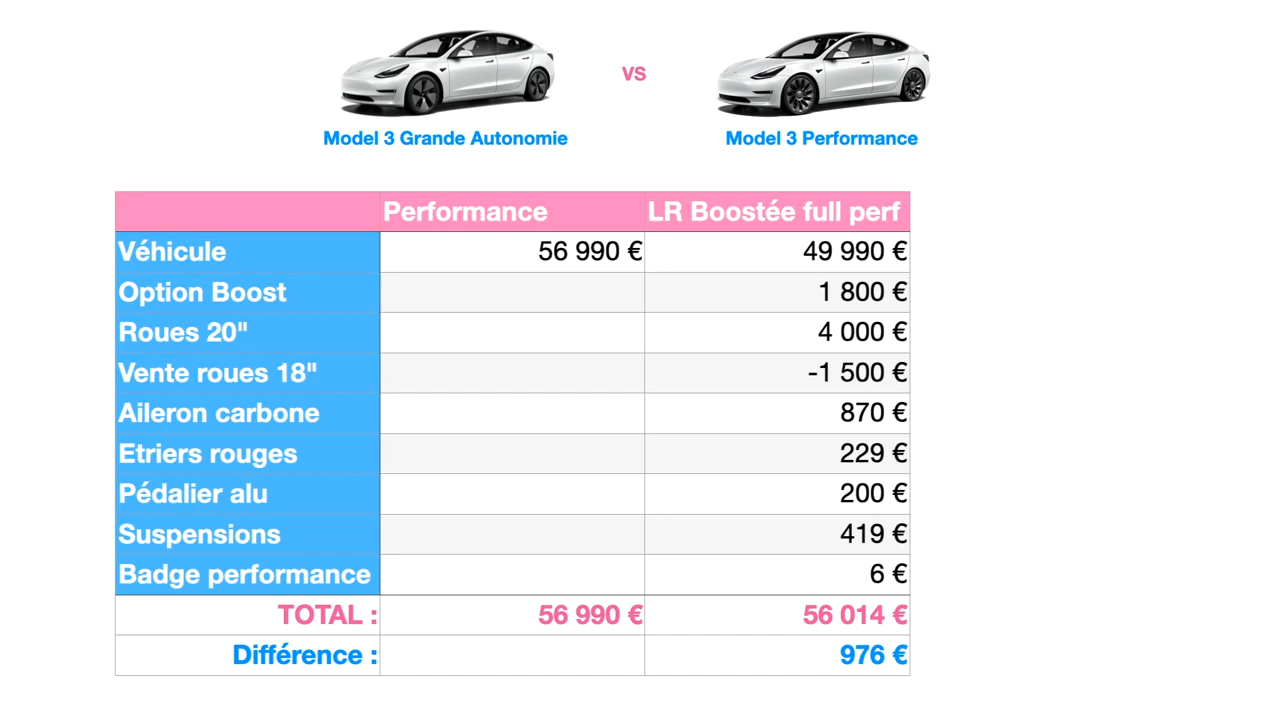 vs
Model 3 Grande Autonomie
Model 3 Performance
Performance LR Boostée full perf
Véhicule 56 990 € 49 990 €
Option Boost 1 800 €
Roues 20" 4 000 €
Vente roues 18" -1 500 €
Aileron carbone 870 €
Etriers rouges 229 €
Pédalier alu 200 €
Suspensions 419 €
Badge performance 6 €
TOTAL : 56 990 € 56 014 €
Différence : 976 €